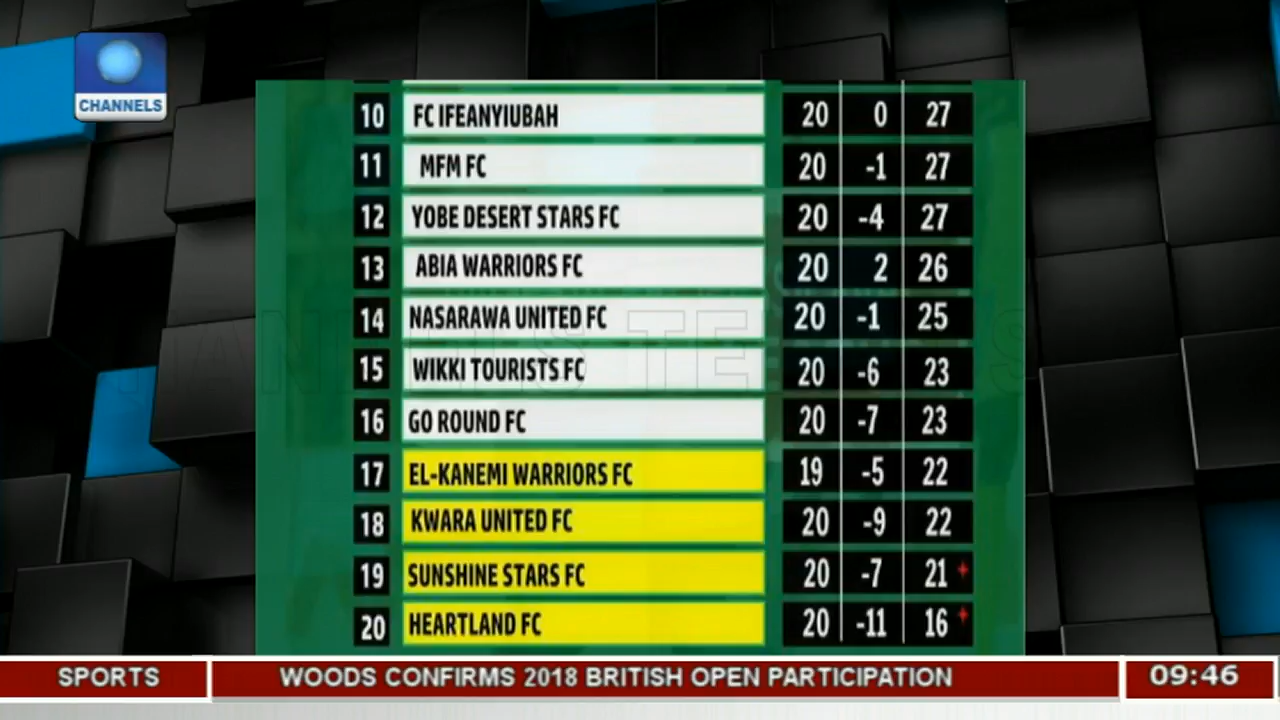 CHANNELS
10 FC IFEANYIUBAH 20 0 27
11 MFM FC 20 -1 27
12 YOBE DESERT STARS FC 20 -4 27
13 ABIA WARRIORS FC 20 2 26
14 NASARAWA UNITED FC 20 -1 25
15 WIKKI TOURISTS FC 20 -6 23
16 GO ROUND FC 20 -7 23
17 EL-KANEMI WARRIORS FC 19 -5 22
18 KWARA UNITED FC 20 -9 22
19 SUNSHINE STARS FC 20 -7 21
20 HEARTLAND FC 20 -11 16
SPORTS WOODS CONFIRMS 2018 BRITISH OPEN PARTICIPATION 09:46